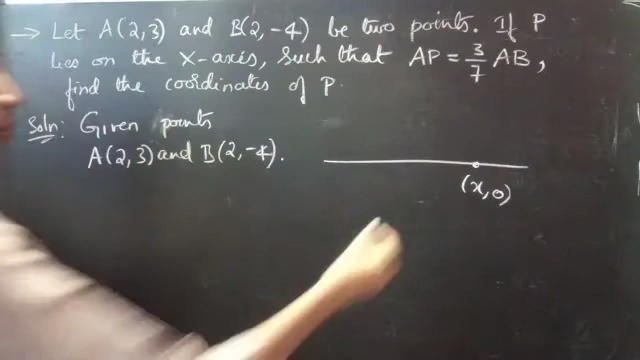 → Let A(2,3) and B(2,-4) be two points. If P
lies on the X-axis, such that AP = 3/7 AB,
find the coordinates of P.
Soln: Given points
A(2,3) and B(2,-4).
(x,0)